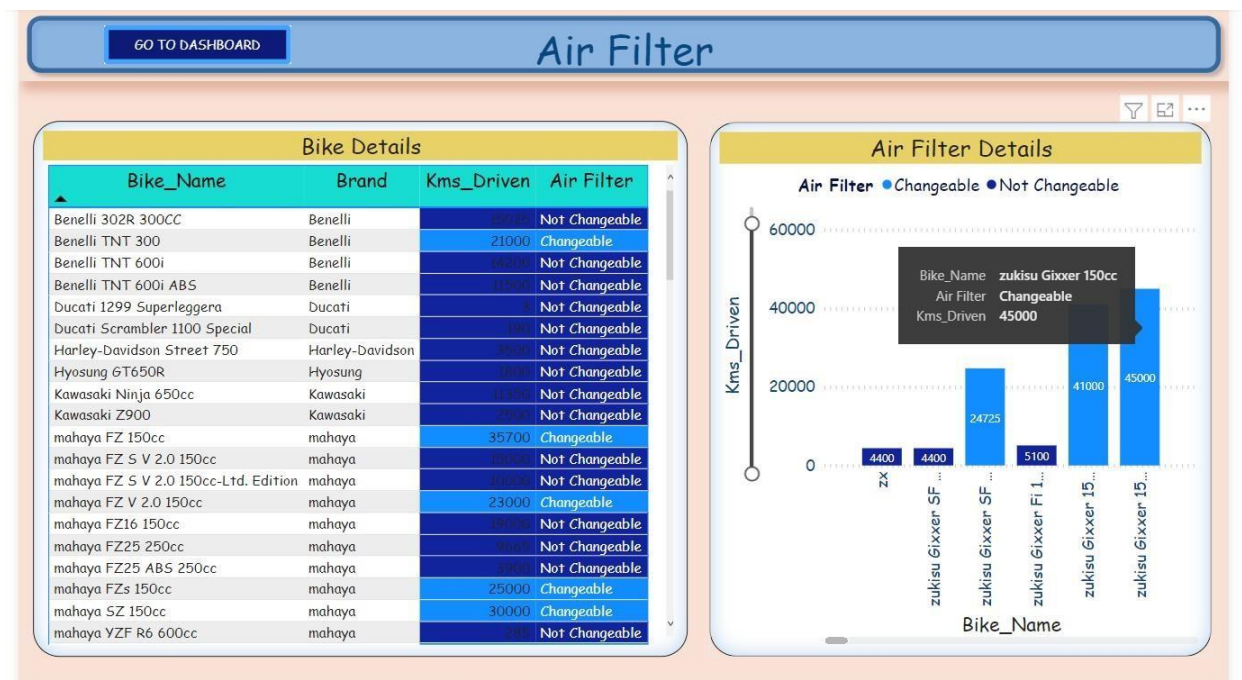 GO TO DASHBOARD
Air Filter
Bike Details
Bike_Name Brand Kms_Driven Air Filter
Benelli 302R 300CC Benelli Not Changeable
Benelli TNT 300 Benelli 21000 Changeable
Benelli TNT 600i Benelli 14200 Not Changeable
Benelli TNT 600i ABS Benelli Not Changeable
Ducati 1299 Superleggera Ducati Not Changeable
Ducati Scrambler 1100 Special Ducati 190 Not Changeable
Harley-Davidson Street 750 Harley-Davidson Not Changeable
Hyosung GT650R Hyosung Not Changeable
Kawasaki Ninja 650cc Kawasaki Not Changeable
Kawasaki Z900 Kawasaki Not Changeable
mahaya FZ 150cc mahaya 35700 Changeable
mahaya FZ S V 2.0 150cc mahaya Not Changeable
mahaya FZ S V 2.0 150cc-Ltd. Edition mahaya Not Changeable
mahaya FZ V 2.0 150cc mahaya 23000 Changeable
mahaya FZ16 150cc mahaya 19000 Not Changeable
mahaya FZ25 250cc mahaya Not Changeable
mahaya FZ25 ABS 250cc mahaya Not Changeable
mahaya FZs 150cc mahaya 25000 Changeable
mahaya SZ 150cc mahaya 30000 Changeable
mahaya YZF R6 600cc mahaya Not Changeable
Air Filter Details
Air Filter Changeable Not Changeable
60000
40000
20000
0
Kms_Driven
Bike_Name zukisu Gixxer 150cc
Air Filter Changeable
Kms_Driven 45000
4400
4400
24725
5100
41000
45000
zx
zukisu Gixxer SF ...
zukisu Gixxer SF ...
zukisu Gixxer Fi 1...
zukisu Gixxer 15...
zukisu Gixxer 15...
Bike_Name